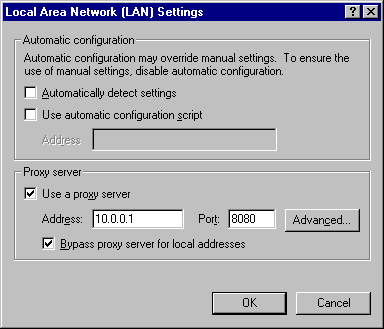 Local Area Network (LAN) Settings
Automatic configuration
Automatic configuration may override manual settings. To ensure the
use of manual settings, disable automatic configuration.
Automatically detect settings
Use automatic configuration script
Address
Proxy server
Use a proxy server
Address: 10.0.0.1 Port: 8080 Advanced...
Bypass proxy server for local addresses
OK Cancel